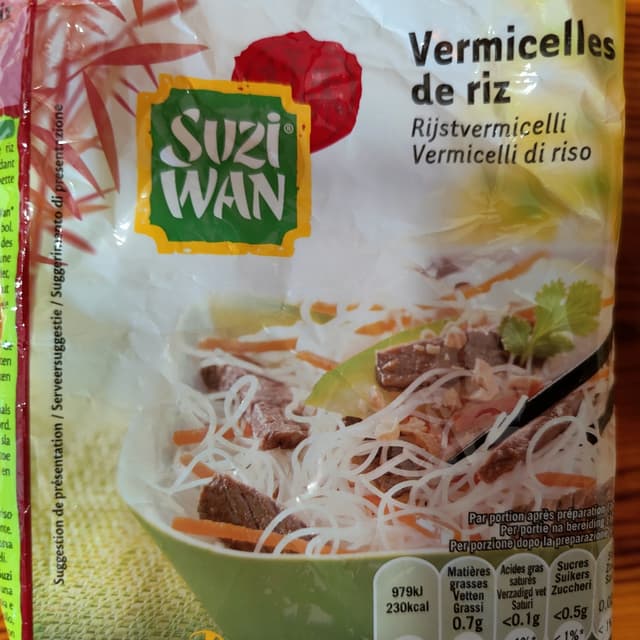 SUZI®
WAN
Vermicelles
de riz
Rijstvermicelli
Vermicelli di riso
Suggestion de présentation / Serveersuggestie / Suggerimento di presentazione
Par portion après préparation
Per portie na bereiding
Per porzione dopo la preparazione
979kJ
230kcal
Matières
grasses
Vetten
Grassi
0.7g
Acides gras
saturés
Verzadigd vet
Saturi
<0.1g
Sucres
Suikers
Zuccheri
<0.5g